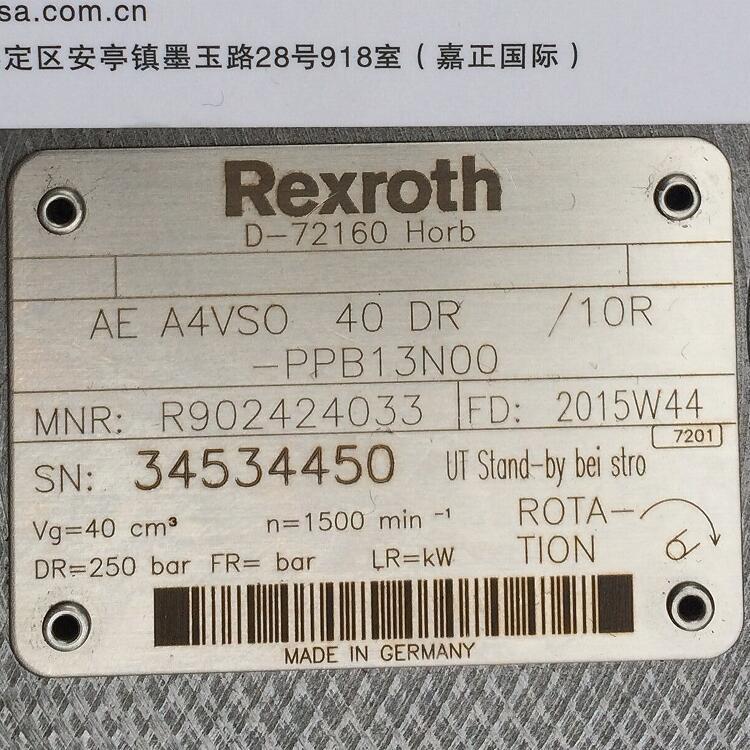 sa.com.cn
定区安亭镇墨玉路28号918室(嘉正国际)
Rexroth
D-72160 Horb
AE A4VSO 40 DR /10R
-PPB13N00
MNR: R902424033 FD: 2015W44
7201
SN: 34534450 UT Stand-by bei stro
Vg=40 cm³ n=1500 min -1 ROTA-
DR=250 bar FR= bar LR=kW TION
MADE IN GERMANY